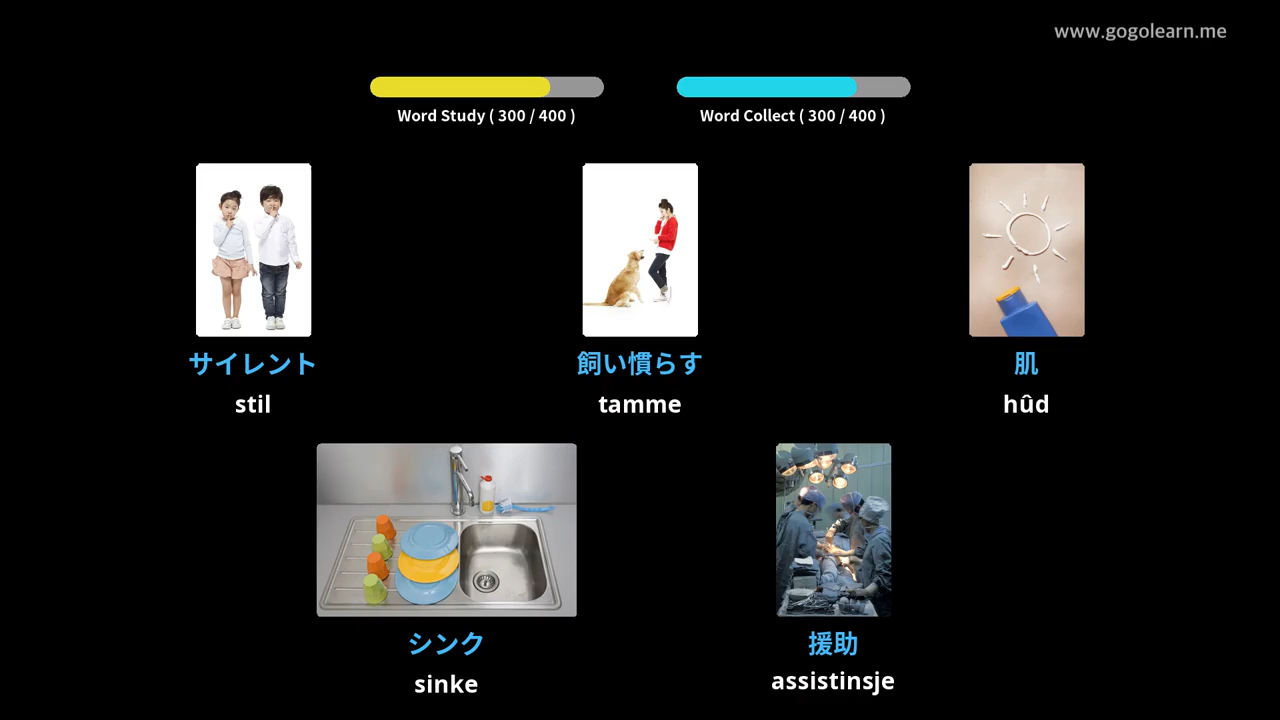 www.gogolearn.me
Word Study ( 300 / 400 )
Word Collect ( 300 / 400 )
サイレント
stil
飼い慣らす
tamme
肌
hûd
シンク
sinke
援助
assistinsje